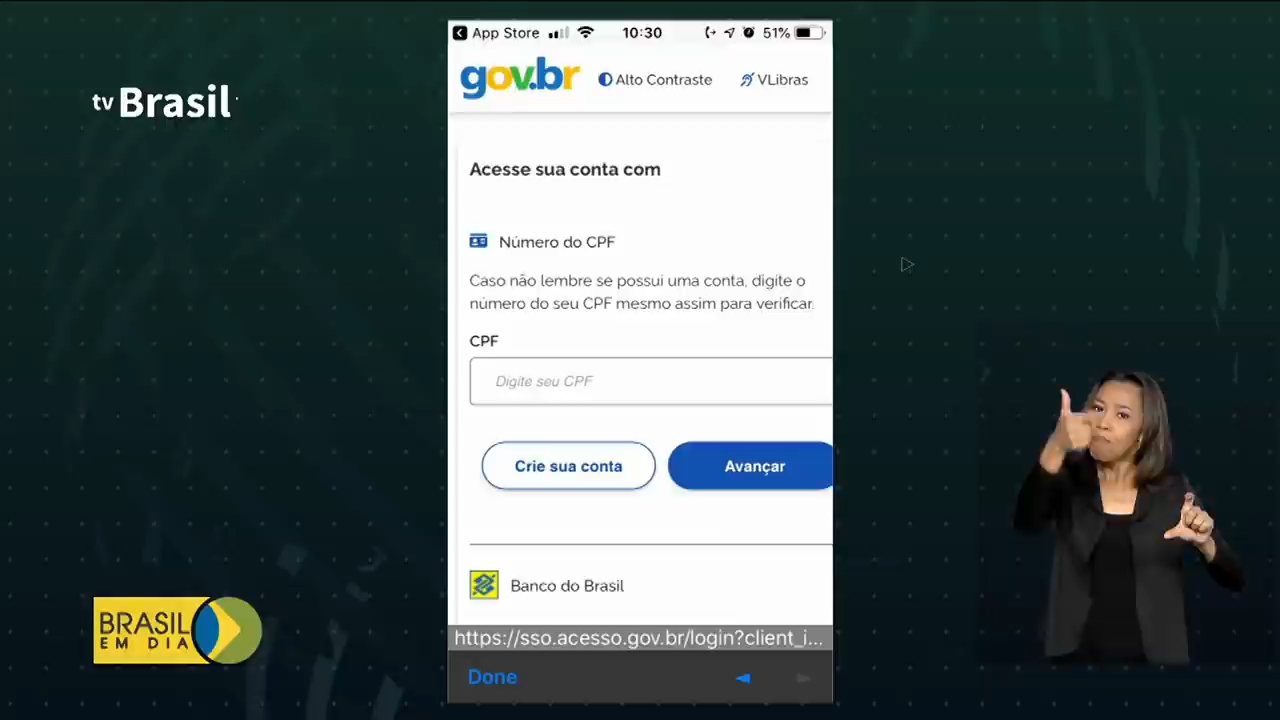 App Store
10:30
51%
tv Brasil
gov.br
Alto Contraste
VLibras
Acesse sua conta com
Número do CPF
Caso não lembre se possui uma conta, digite o
número do seu CPF mesmo assim para verificar.
CPF
Digite seu CPF
Crie sua conta
Avançar
Banco do Brasil
BRASIL
EM DIA
https://sso.acesso.gov.br/login?client_i...
Done